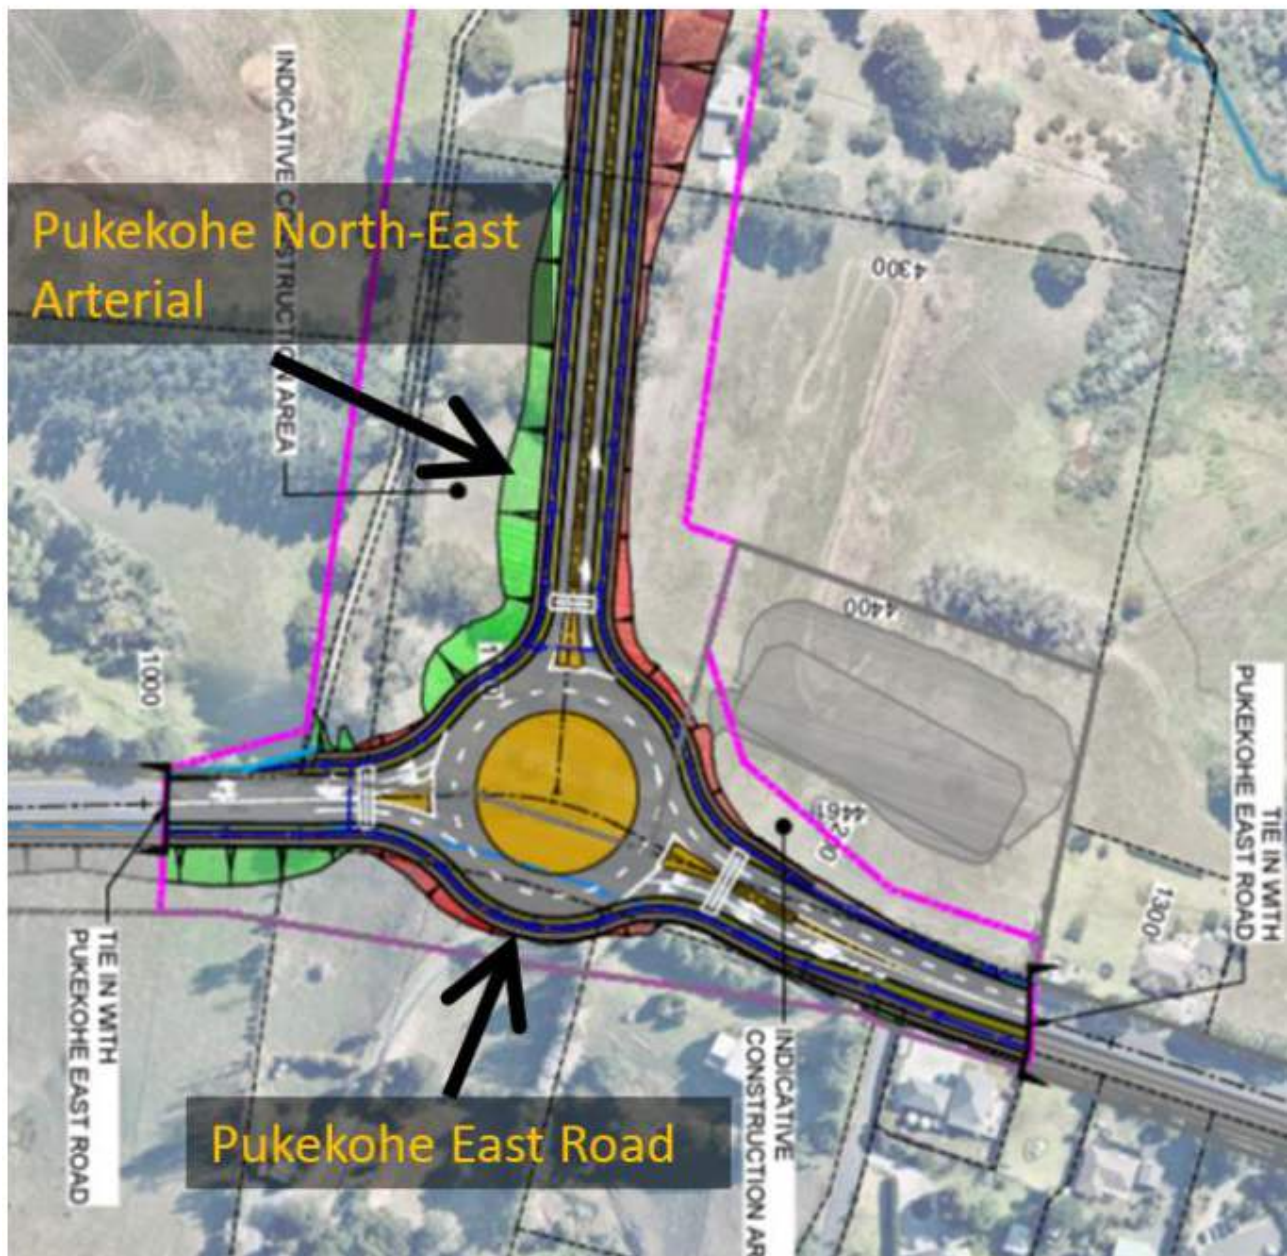 INDICATIVE CONSTRUCTION AREA
Pukekohe North-East
Arterial
4300
4400
1000
TIE IN WITH
PUKEKOHE EAST ROAD
1300
TIE IN WITH
PUKEKOHE EAST ROAD
INDICATIVE
CONSTRUCTION AR
Pukekohe East Road